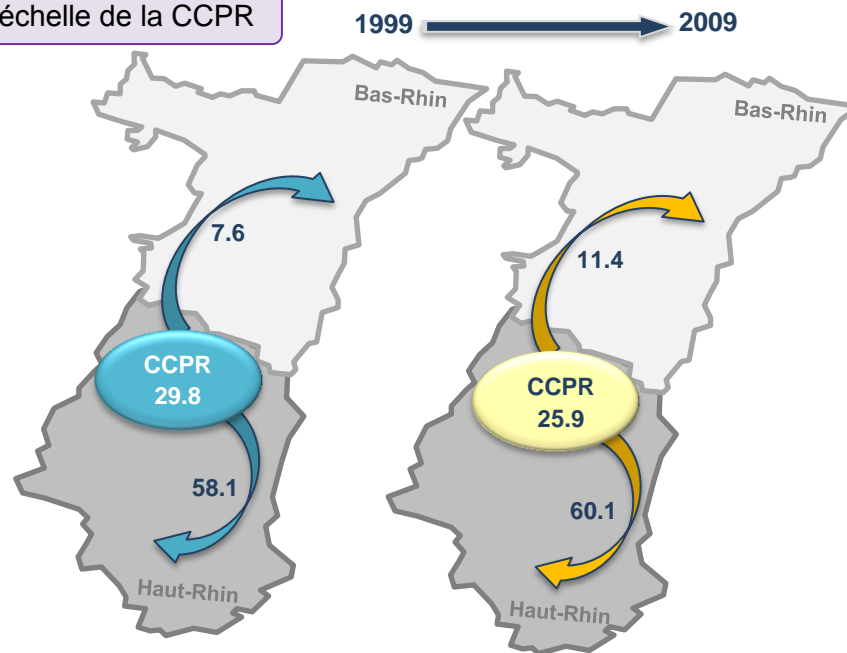 échelle de la CCPR
1999
2009
Bas-Rhin
7.6
CCPR
29.8
58.1
Haut-Rhin
Bas-Rhin
11.4
CCPR
25.9
60.1
Haut-Rhin